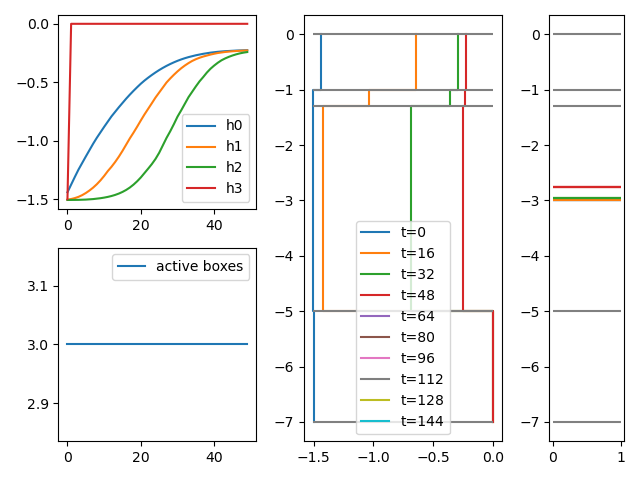 0.0
−0.5
−1.0
−1.5
0
20
40
h0
h1
h2
h3
3.1
3.0
2.9
0
20
40
active boxes
0
−1
−2
−3
−4
−5
−6
−7
−1.5
−1.0
−0.5
0.0
t=0
t=16
t=32
t=48
t=64
t=80
t=96
t=112
t=128
t=144
0
−1
−2
−3
−4
−5
−6
−7
0
1